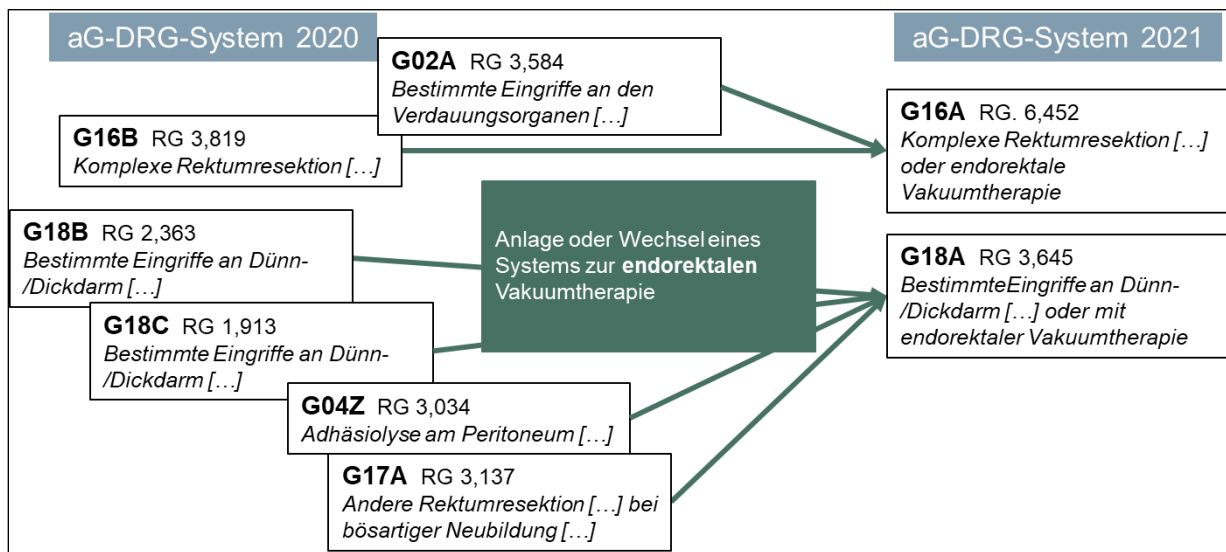 aG-DRG-System 2020
aG-DRG-System 2021
G02A RG 3,584
Bestimmte Eingriffe an den
Verdauungsorganen […]
G16B RG 3,819
Komplexe Rektumresektion […]
G16A RG. 6,452
Komplexe Rektumresektion […]
oder endorektale
Vakuumtherapie
G18B RG 2,363
Bestimmte Eingriffe an Dünn-
/Dickdarm […]
Anlage oder Wechsel eines
Systems zur endorektalen
Vakuumtherapie
G18A RG 3,645
Bestimmte Eingriffe an Dünn-
/Dickdarm […] oder mit
endorektaler Vakuumtherapie
G18C RG 1,913
Bestimmte Eingriffe an Dünn-
/Dickdarm […]
G04Z RG 3,034
Adhäsiolyse am Peritoneum […]
G17A RG 3,137
Andere Rektumresektion […] bei
bösartiger Neubildung […]